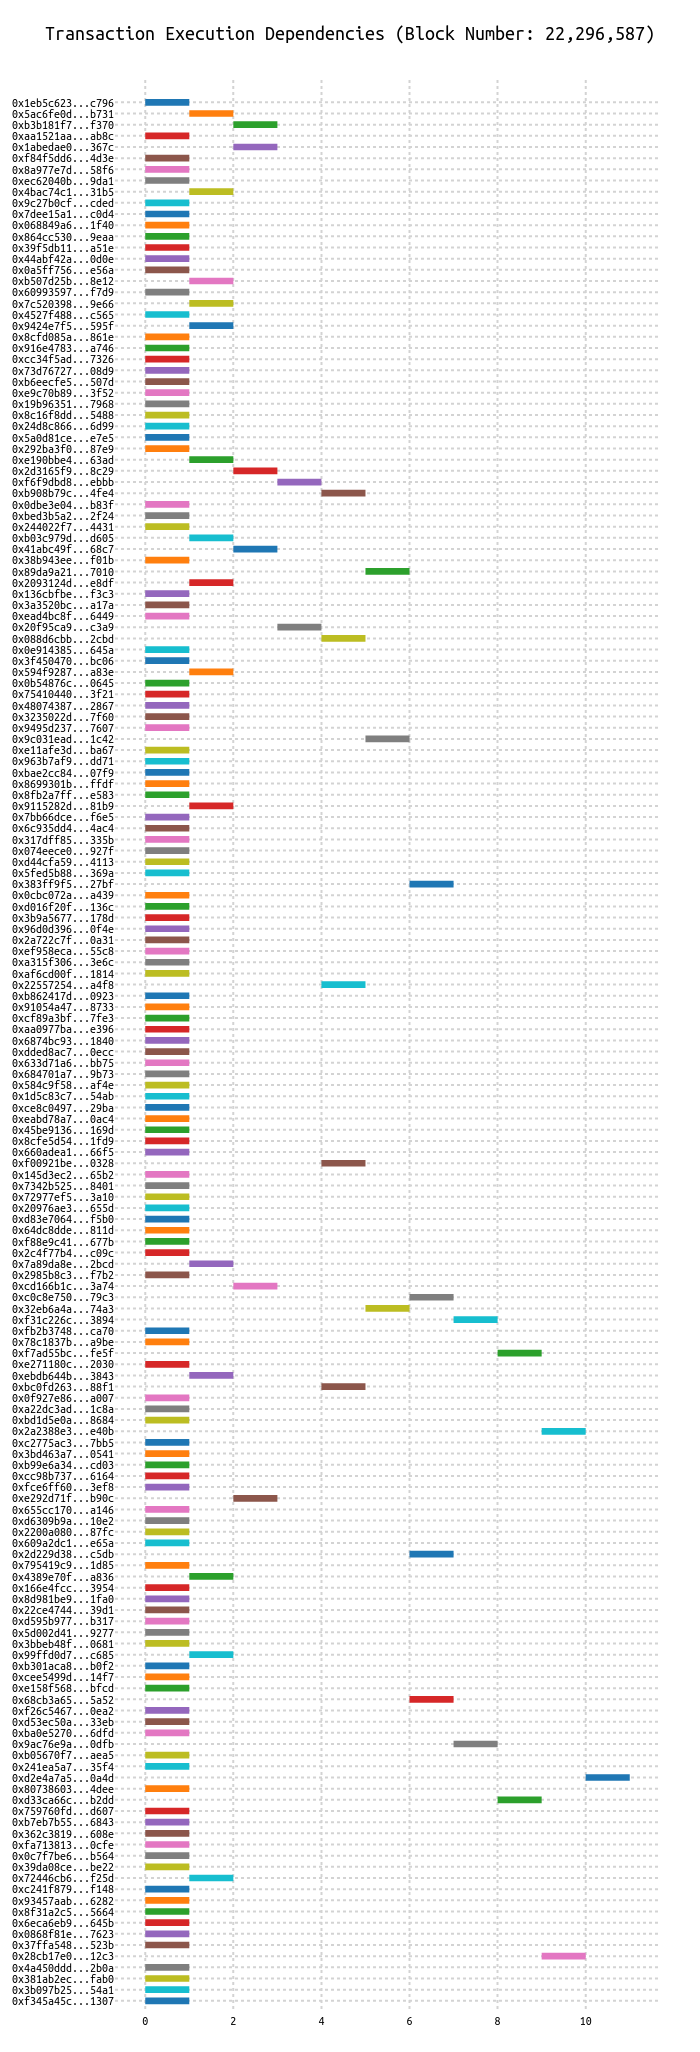 Transaction Execution Dependencies (Block Number: 22,296,587)
0x1eb5c623...c796
0x5ac6fe0d...b731
0xb3b181f7...f370
0xaa1521aa...ab8c
0x1abedae0...367c
0xf84f5dd6...4d3e
0x8a977e7d...58f6
0xec62040b...9da1
0x4bac74c1...31b5
0x9c27b0cf...cded
0x7dee15a1...c0d4
0x068849a6...1f40
0x864cc530...9eaa
0x39f5db11...a51e
0x44abf42a...0d0e
0x0a5ff756...e56a
0xb507d25b...8e12
0x60993597...f7d9
0x7c520398...9e66
0x4527f488...c565
0x9424e7f5...595f
0x8cfd085a...861e
0x916e4783...a746
0xcc34f5ad...7326
0x73d76727...08d9
0xb6eecfe5...507d
0xe9c70b89...3f52
0x19b96351...7968
0x8c16f8dd...5488
0x24d8c866...6d99
0x5a0d81ce...e7e5
0x292ba3f0...87e9
0xe190bbe4...63ad
0x2d3165f9...8c29
0xf6f9dbd8...ebbb
0xb908b79c...4fe4
0x0dbe3e04...b83f
0xbed3b5a2...2f24
0x244022f7...4431
0xb03c979d...d605
0x41abc49f...68c7
0x38b943ee...f01b
0x89da9a21...7010
0x2093124d...e8df
0x136cbfbe...f3c3
0x3a3520bc...a17a
0xead4bc8f...6449
0x20f95ca9...c3a9
0x088d6cbb...2cbd
0x0e914385...645a
0x3f450470...bc06
0x594f9287...a83e
0x0b54876c...0645
0x75410440...3f21
0x48074387...2867
0x3235022d...7f60
0x9495d237...7607
0x9c031ead...1c42
0xe11afe3d...ba67
0x963b7af9...dd71
0xbae2cc84...07f9
0x8699301b...ffdf
0x8fb2a7ff...e583
0x9115282d...81b9
0x7bb66dce...f6e5
0x6c935dd4...4ac4
0x317dff85...335b
0x074eece0...927f
0xd44cfa59...4113
0x5fed5b88...369a
0x383ff9f5...27bf
0x0cbc072a...a439
0xd016f20f...136c
0x3b9a5677...178d
0x96d0d396...0f4e
0x2a722c7f...0a31
0xef958eca...55c8
0xa315f306...3e6c
0xaf6cd00f...1814
0x22557254...a4f8
0xb862417d...0923
0x91054a47...8733
0xcf89a3bf...7fe3
0xaa0977ba...e396
0x6874bc93...1840
0xdded8ac7...0ecc
0x633d71a6...bb75
0x684701a7...9b73
0x584c9f58...af4e
0x1d5c83c7...54ab
0xce8c0497...29ba
0xeabd78a7...0ac4
0x45be9136...169d
0x8cfe5d54...1fd9
0x660adea1...66f5
0xf00921be...0328
0x145d3ec2...65b2
0x7342b525...8401
0x72977ef5...3a10
0x20976ae3...655d
0xd83e7064...f5b0
0x64dc8dde...811d
0xf88e9c41...677b
0x2c4f77b4...c09c
0x7a89da8e...2bcd
0x2985b8c3...f7b2
0xcd166b1c...3a74
0xc0c8e750...79c3
0x32eb6a4a...74a3
0xf31c226c...3894
0xfb2b3748...ca70
0x78c1837b...a9be
0xf7ad55bc...fe5f
0xe271180c...2030
0xebdb644b...3843
0xbc0fd263...88f1
0x0f927e86...a007
0xa22dc3ad...1c8a
0xbd1d5e0a...8684
0x2a2388e3...e40b
0xc2775ac3...7bb5
0x3bd463a7...0541
0xb99e6a34...cd03
0xcc98b737...6164
0xfce6ff60...3ef8
0xe292d71f...b90c
0x655cc170...a146
0xd6309b9a...10e2
0x2200a080...87fc
0x609a2dc1...e65a
0x2d229d38...c5db
0x795419c9...1d85
0x4389e70f...a836
0x166e4fcc...3954
0x8d981be9...1fa0
0x22ce4744...39d1
0xd595b977...b317
0x5d002d41...9277
0x3bbeb48f...0681
0x99ffd0d7...c685
0xb301aca8...b0f2
0xcee5499d...14f7
0xe158f568...bfcd
0x68cb3a65...5a52
0xf26c5467...0ea2
0xd53ec50a...33eb
0xba0e5270...6dfd
0x9ac76e9a...0dfb
0xb05670f7...aea5
0x241ea5a7...35f4
0xd2e4a7a5...0a4d
0x80738603...4dee
0xd33ca66c...b2dd
0x759760fd...d607
0xb7eb7b55...6843
0x362c3819...608e
0xfa713813...0cfe
0x0c7f7be6...b564
0x39da08ce...be22
0x72446cb6...f25d
0xc241f879...f148
0x93457aab...6282
0x8f31a2c5...5664
0x6eca6eb9...645b
0x0868f81e...7623
0x37ffa548...523b
0x28cb17e0...12c3
0x4a450ddd...2b0a
0x381ab2ec...fab0
0x3b097b25...54a1
0xf345a45c...1307
0 2 4 6 8 10